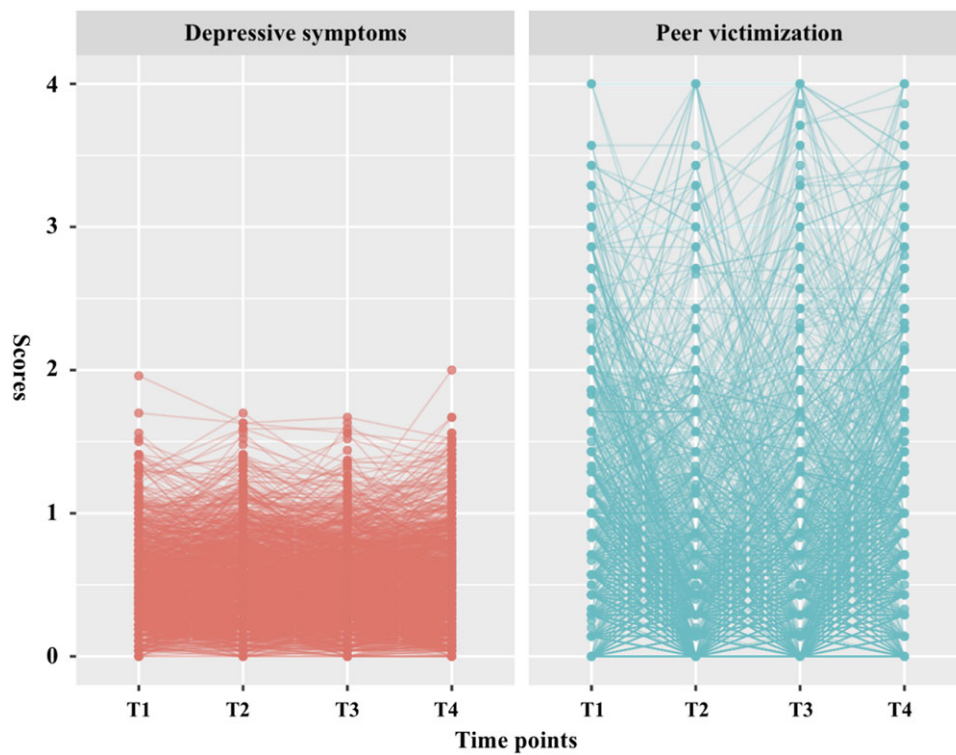 Depressive symptoms
Peer victimization
Scores
4
3
2
1
0
T1 T2 T3 T4
T1 T2 T3 T4
Time points